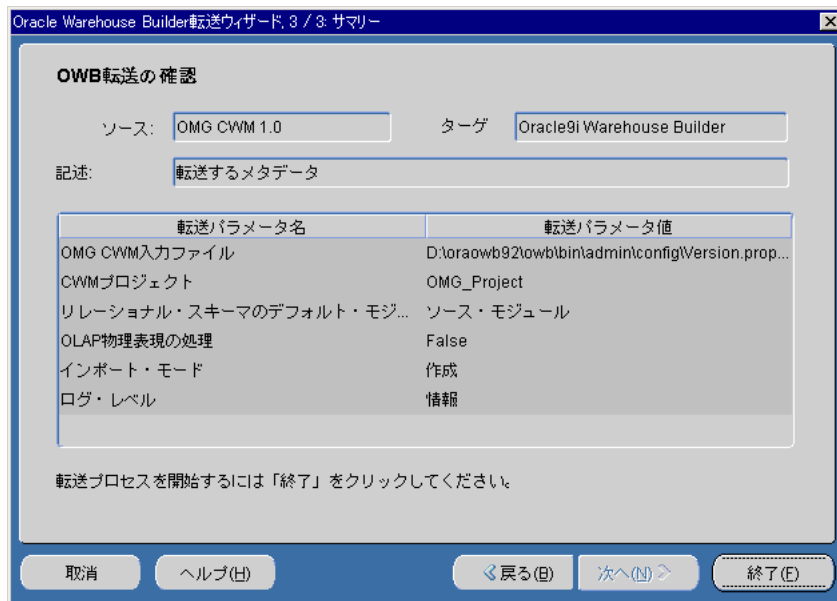 Oracle Warehouse Builder転送ウィザード, 3 / 3: サマリー
OWB転送の確認
ソース: OMG CWM 1.0 ターゲ Oracle9i Warehouse Builder
記述: 転送するメタデータ
転送パラメータ名 転送パラメータ値
OMG CWM入力ファイル D:\oraowb92\owb\bin\admin\config\Version.prop...
CWMプロジェクト OMG_Project
リレーショナル・スキーマのデフォルト・モジ... ソース・モジュール
OLAP物理表現の処理 False
インポート・モード 作成
ログ・レベル 情報
転送プロセスを開始するには「終了」をクリックしてください。
取消 ヘルプ(H) 戻る(B) 次へ(N) 終了(F)